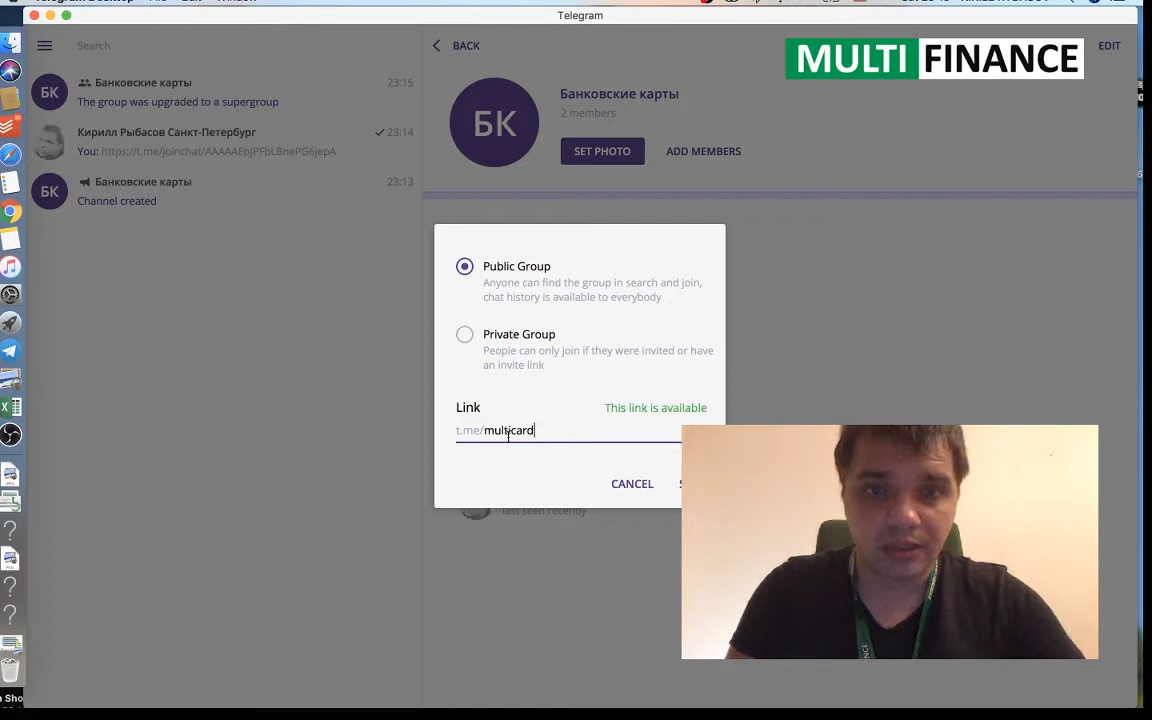 Telegram
Search
BACK
MULTI FINANCE
EDIT
БК
Банковские карты
23:15
The group was upgraded to a supergroup
Кирилл Рыбасов Санкт-Петербург
23:14
You: https://t.me/joinchat/AAAAAEpjPFbLBnePG6jepA
БК
Банковские карты
23:13
Channel created
БК
Банковские карты
2 members
SET PHOTO
ADD MEMBERS
Public Group
Anyone can find the group in search and join,
chat history is available to everybody
Private Group
People can only join if they were invited or have
an invite link
Link
This link is available
t.me/multicard
CANCEL
last seen recently